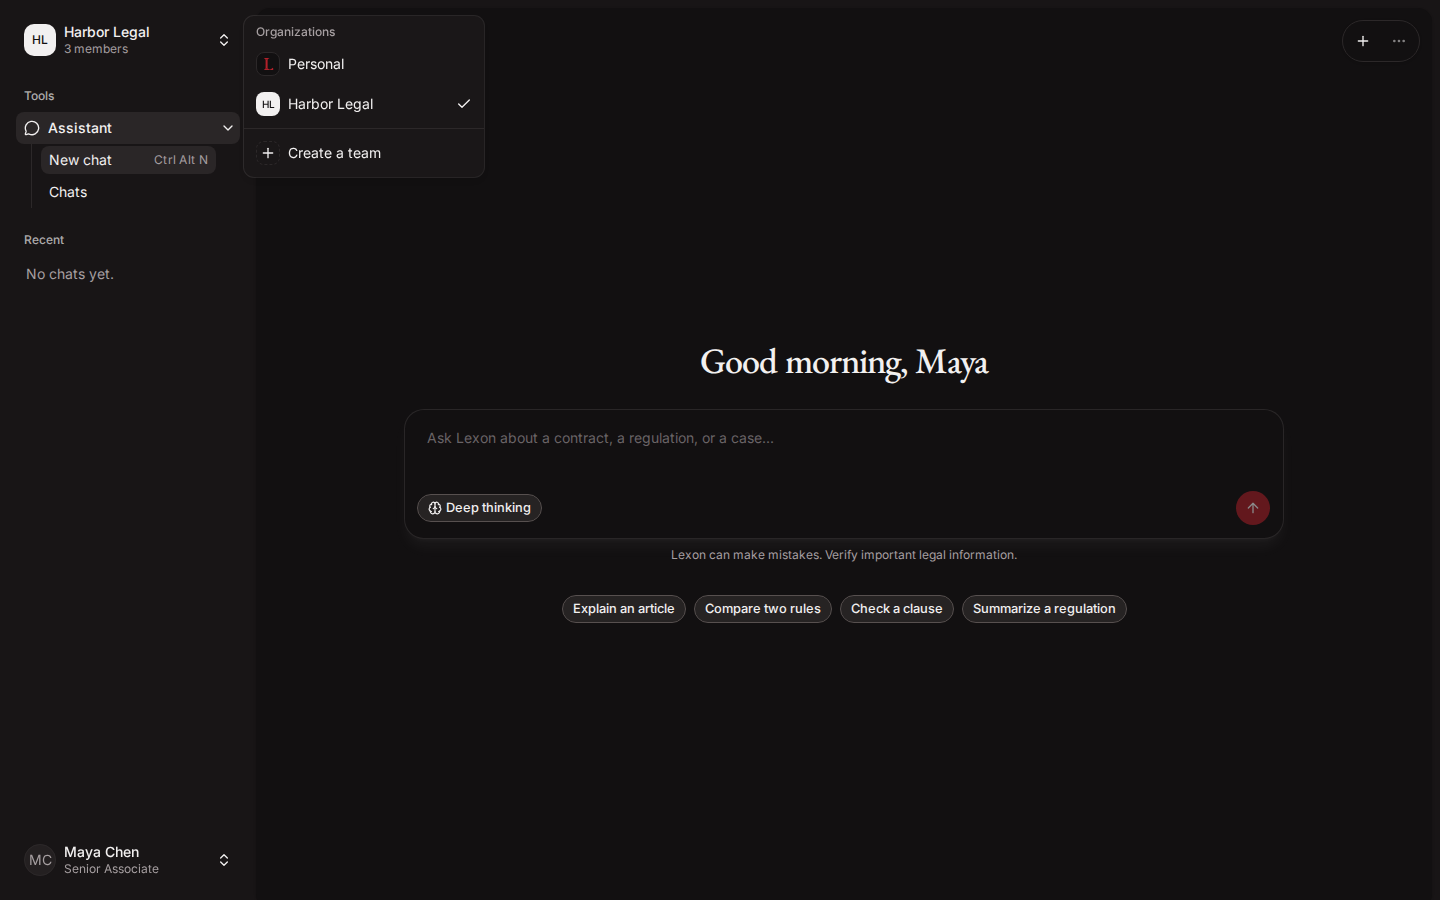 HL
Harbor Legal
3 members
Tools
Assistant
New chat
Ctrl Alt N
Chats
Recent
No chats yet.
Organizations
L
Personal
HL
Harbor Legal
Create a team
Good morning, Maya
Ask Lexon about a contract, a regulation, or a case...
Deep thinking
Lexon can make mistakes. Verify important legal information.
Explain an article
Compare two rules
Check a clause
Summarize a regulation
MC
Maya Chen
Senior Associate